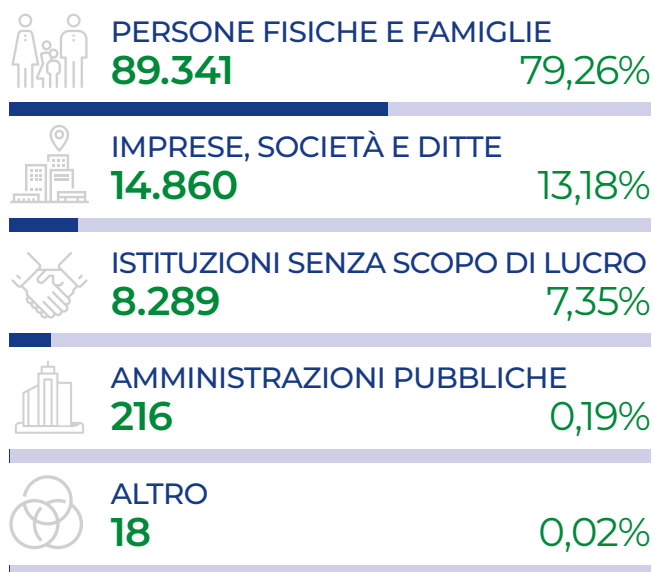 PERSONE FISICHE E FAMIGLIE
89.341 79,26%
IMPRESE, SOCIETÀ E DITTE
14.860 13,18%
ISTITUZIONI SENZA SCOPO DI LUCRO
8.289 7,35%
AMMINISTRAZIONI PUBBLICHE
216 0,19%
ALTRO
18 0,02%